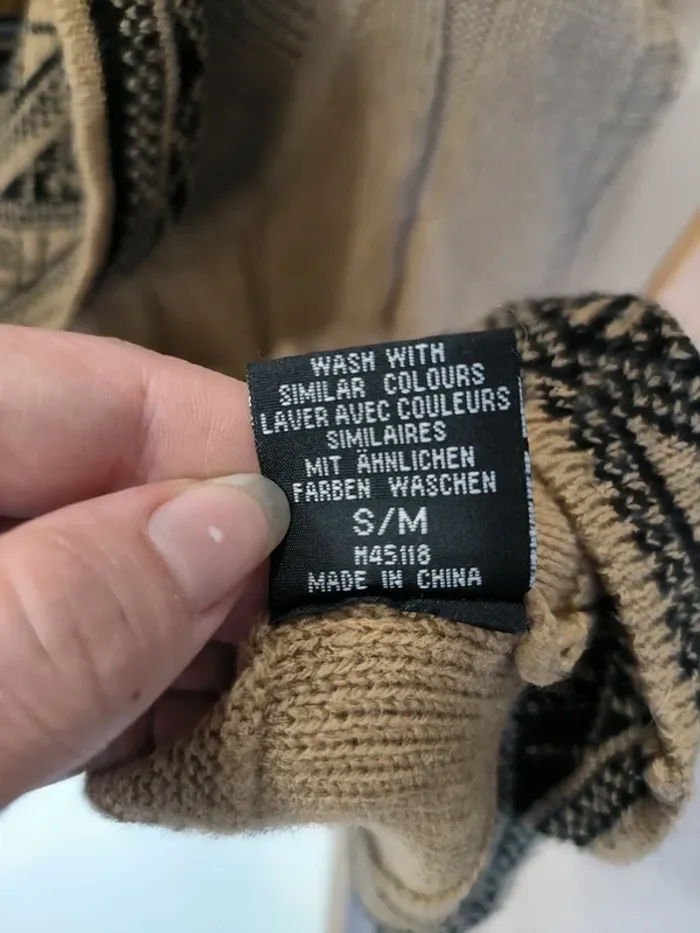 WASH WITH
SIMILAR COLOURS
LAVER AVEC COULEURS
SIMILAIRES
MIT ÄHNLICHEN
FARBEN WASCHEN
S/M
M45118
MADE IN CHINA